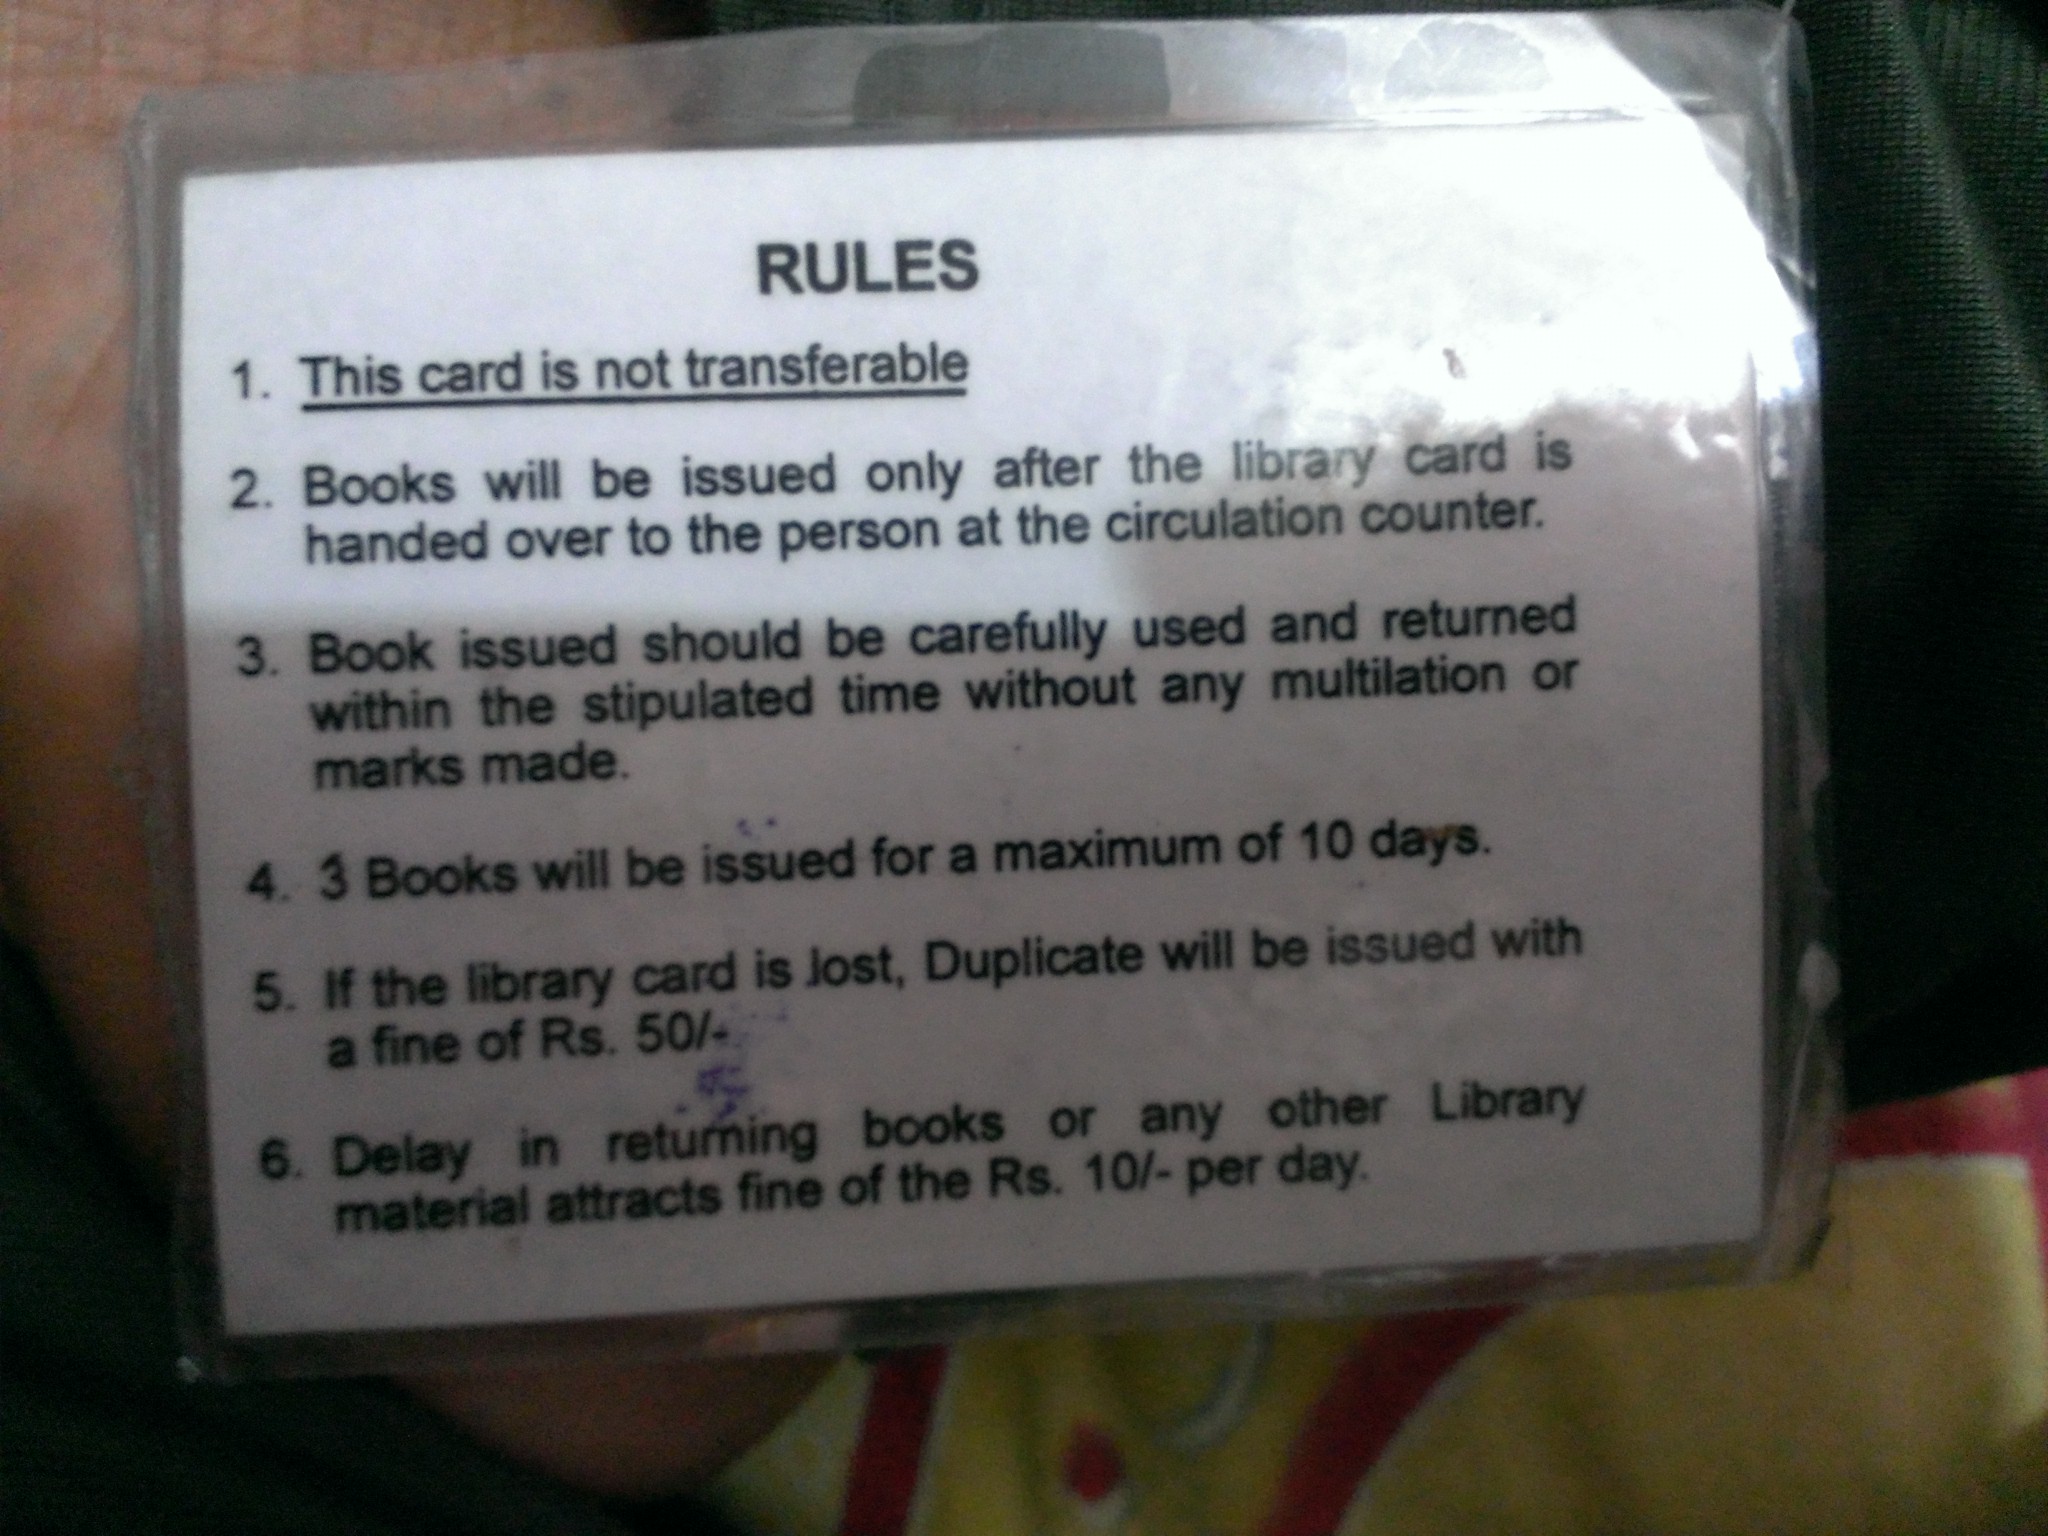 RULES
1. This card is not transferable
2. Books will be issued only after the library card is
handed over to the person at the circulation counter.
3. Book issued should be carefully used and returned
within the stipulated time without any multilation or
marks made.
4. 3 Books will be issued for a maximum of 10 days.
5. If the library card is lost, Duplicate will be issued with
a fine of Rs. 50/-
6. Delay in returning books or any other Library
material attracts fine of the Rs. 10/- per day.